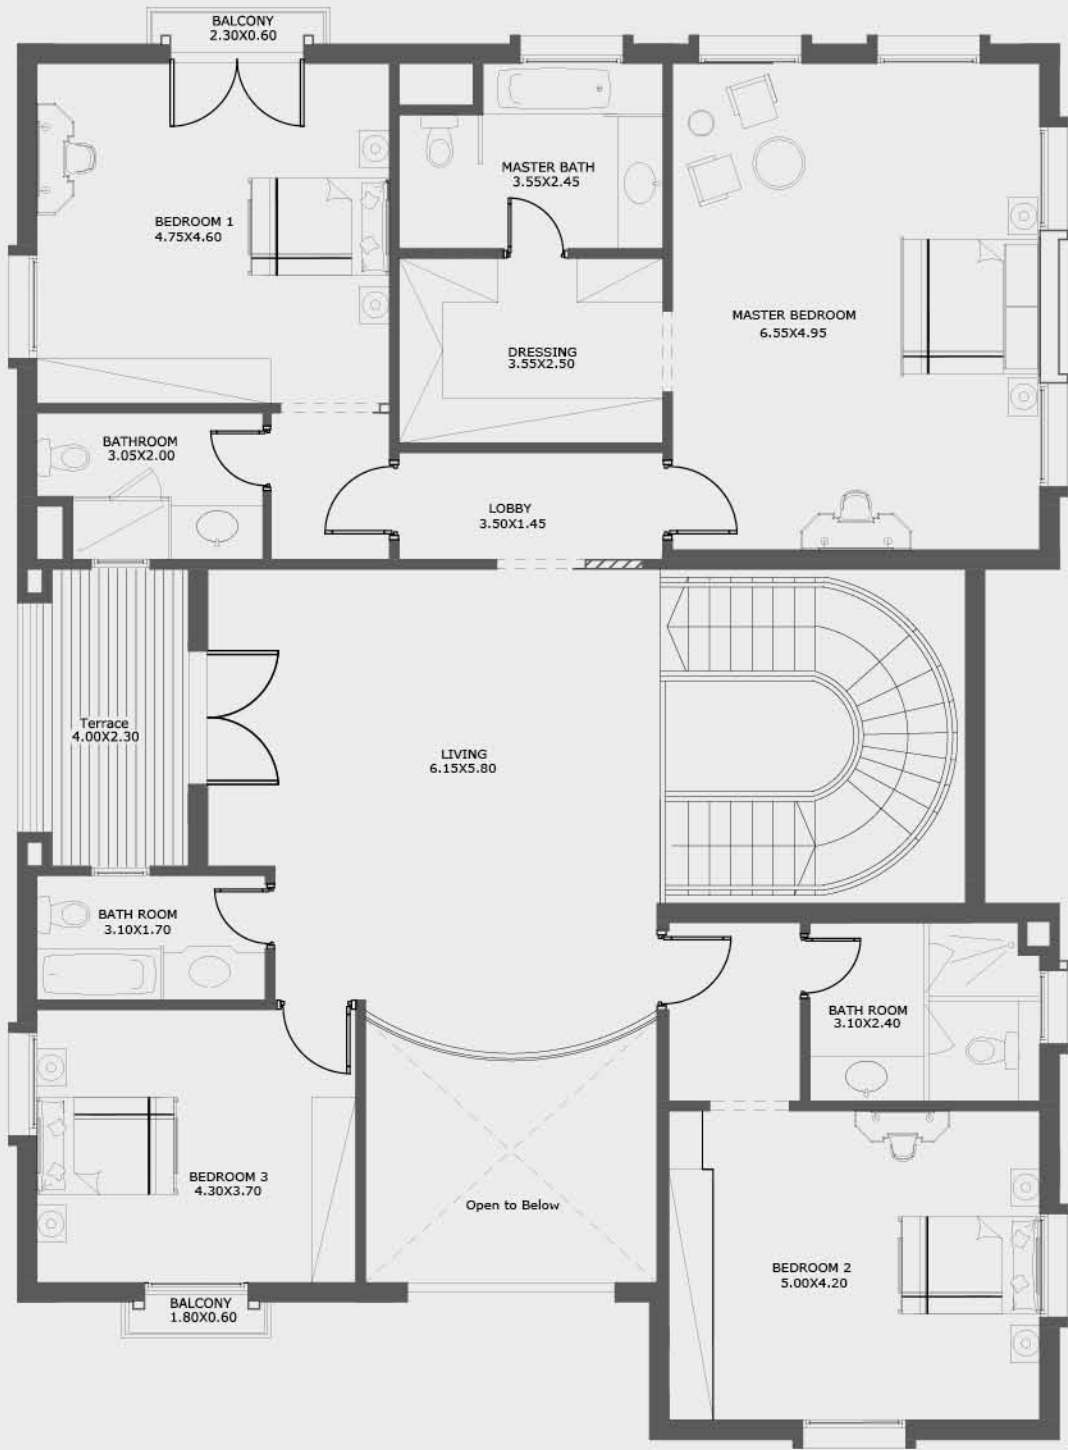 BALCONY
2.30X0.60
MASTER BATH
3.55X2.45
BEDROOM 1
4.75X4.60
MASTER BEDROOM
6.55X4.95
DRESSING
3.55X2.50
BATHROOM
3.05X2.00
LOBBY
3.50X1.45
Terrace
4.00X2.30
LIVING
6.15X5.80
BATH ROOM
3.10X1.70
BATH ROOM
3.10X2.40
BEDROOM 3
4.30X3.70
Open to Below
BEDROOM 2
5.00X4.20
BALCONY
1.80X0.60